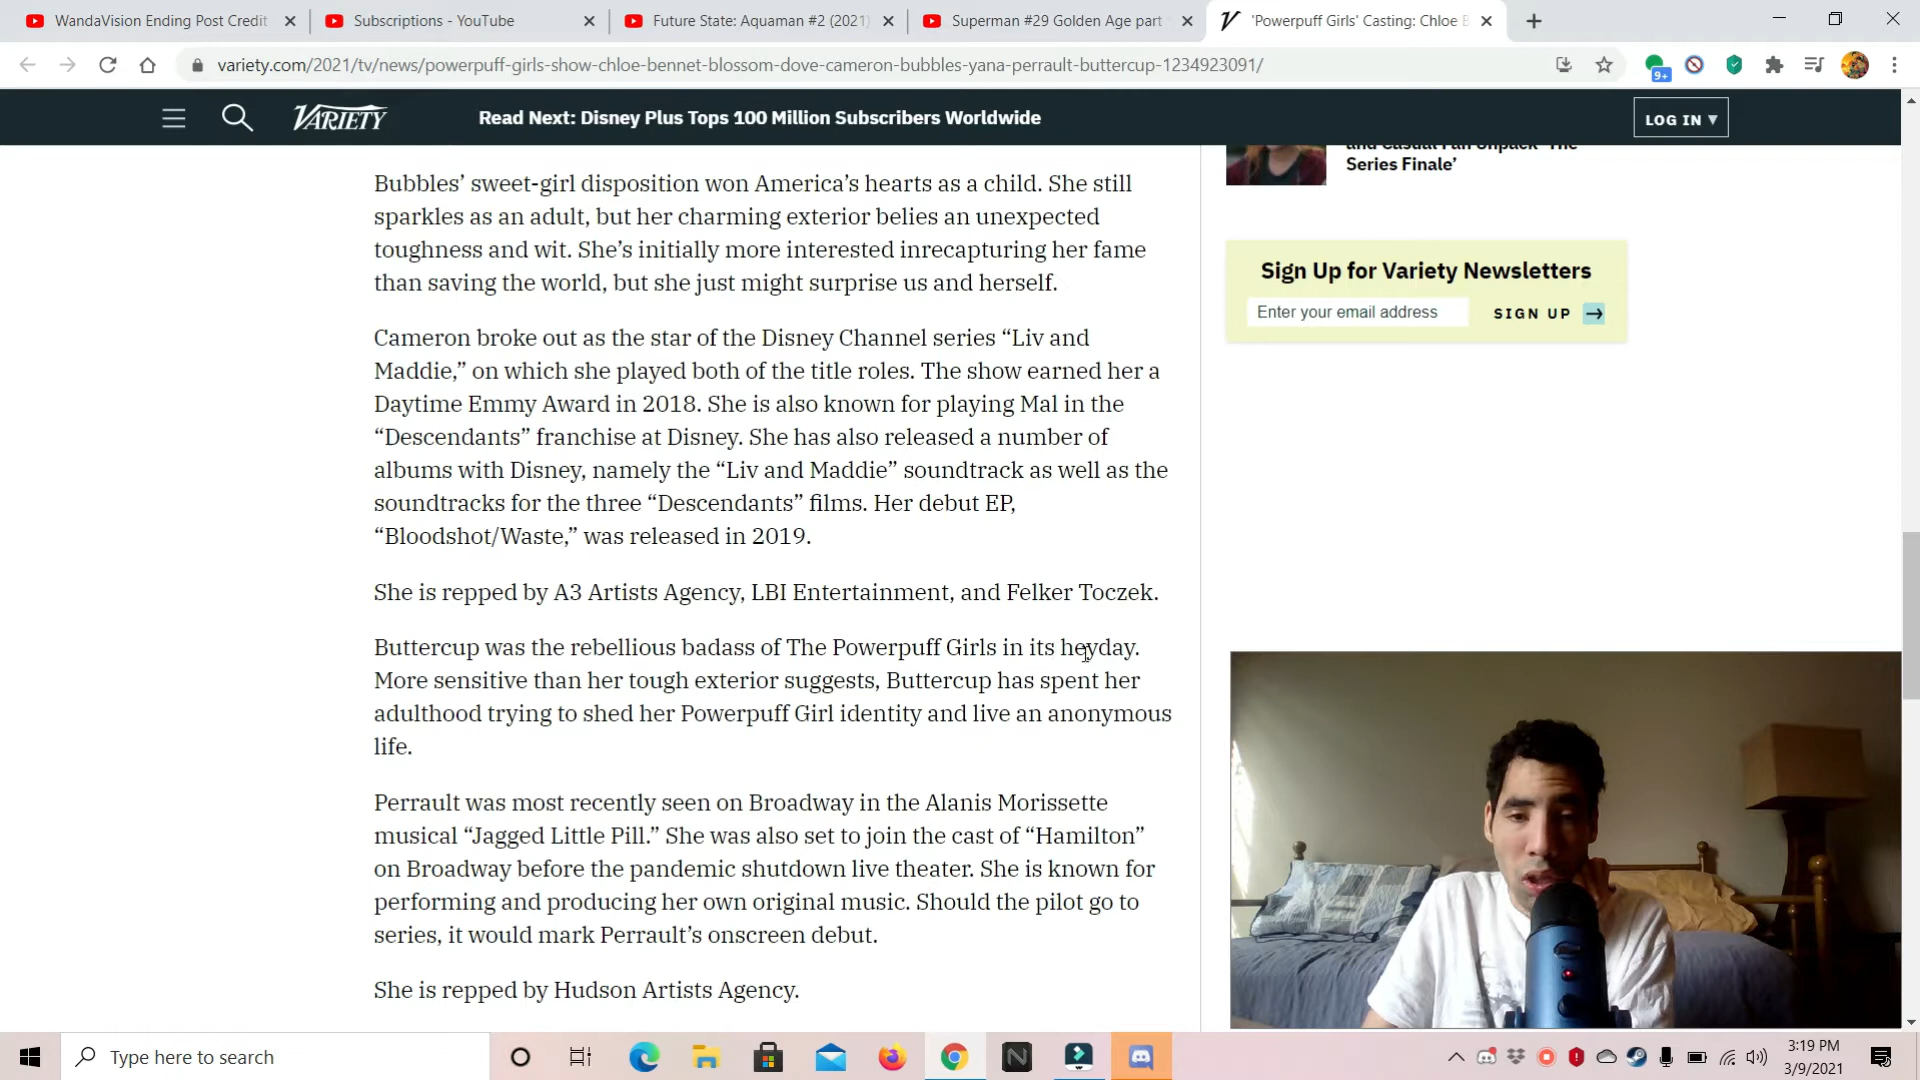 WandaVision Ending Post Credit
Subscriptions - YouTube
Future State: Aquaman #2 (2021)
Superman #29 Golden Age part
'Powerpuff Girls' Casting: Chloe B
variety.com/2021/tv/news/powerpuff-girls-show-chloe-bennet-blossom-dove-cameron-bubbles-yana-perrault-buttercup-1234923091/
9+
VARIETY
Read Next: Disney Plus Tops 100 Million Subscribers Worldwide
LOG IN ▼
and Casual Fan Unpack ‘The
Series Finale’
Bubbles’ sweet-girl disposition won America’s hearts as a child. She still
sparkles as an adult, but her charming exterior belies an unexpected
toughness and wit. She’s initially more interested inrecapturing her fame
than saving the world, but she just might surprise us and herself.
Cameron broke out as the star of the Disney Channel series “Liv and
Maddie,” on which she played both of the title roles. The show earned her a
Daytime Emmy Award in 2018. She is also known for playing Mal in the
“Descendants” franchise at Disney. She has also released a number of
albums with Disney, namely the “Liv and Maddie” soundtrack as well as the
soundtracks for the three “Descendants” films. Her debut EP,
“Bloodshot/Waste,” was released in 2019.
She is repped by A3 Artists Agency, LBI Entertainment, and Felker Toczek.
Buttercup was the rebellious badass of The Powerpuff Girls in its heyday.
More sensitive than her tough exterior suggests, Buttercup has spent her
adulthood trying to shed her Powerpuff Girl identity and live an anonymous
life.
Perrault was most recently seen on Broadway in the Alanis Morissette
musical “Jagged Little Pill.” She was also set to join the cast of “Hamilton”
on Broadway before the pandemic shutdown live theater. She is known for
performing and producing her own original music. Should the pilot go to
series, it would mark Perrault’s onscreen debut.
She is repped by Hudson Artists Agency.
Sign Up for Variety Newsletters
Enter your email address
SIGN UP →
Type here to search
3:19 PM
3/9/2021